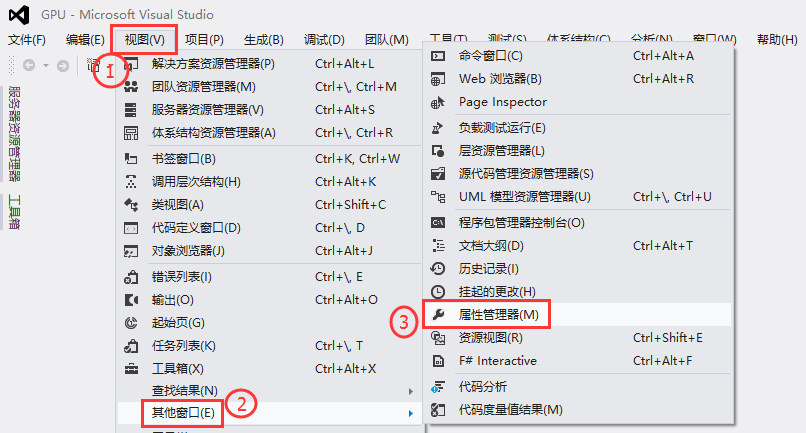 GPU - Microsoft Visual Studio
文件(F) 编辑(E) 视图(V) 项目(P) 生成(B) 调试(D) 团队(M) 工具(T) 测试(S) 体系结构(C) 分析(N) 窗口(W) 帮助(H)
①
服务器资源管理器
工具箱
解决方案资源管理器(P) Ctrl+Alt+L
团队资源管理器(M) Ctrl+\, Ctrl+M
服务器资源管理器(V) Ctrl+Alt+S
体系结构资源管理器(A) Ctrl+\, Ctrl+R
书签窗口(B) Ctrl+K, Ctrl+W
调用层次结构(H) Ctrl+Alt+K
类视图(A) Ctrl+Shift+C
代码定义窗口(D) Ctrl+\, D
对象浏览器(J) Ctrl+Alt+J
错误列表(I) Ctrl+\, E
输出(O) Ctrl+Alt+O
起始页(G)
任务列表(K) Ctrl+\, T
工具箱(X) Ctrl+Alt+X
查找结果(N)
其他窗口(E) ②
命令窗口(C) Ctrl+Alt+A
Web 浏览器(B) Ctrl+Alt+R
Page Inspector
负载测试运行(E)
层资源管理器(L)
源代码管理资源管理器(S)
UML 模型资源管理器(U) Ctrl+\, Ctrl+U
程序包管理器控制台(O)
文档大纲(D) Ctrl+Alt+T
历史记录(I)
挂起的更改(H)
③ 属性管理器(M)
资源视图(R) Ctrl+Shift+E
F# Interactive Ctrl+Alt+F
代码分析
代码度量值结果(M)